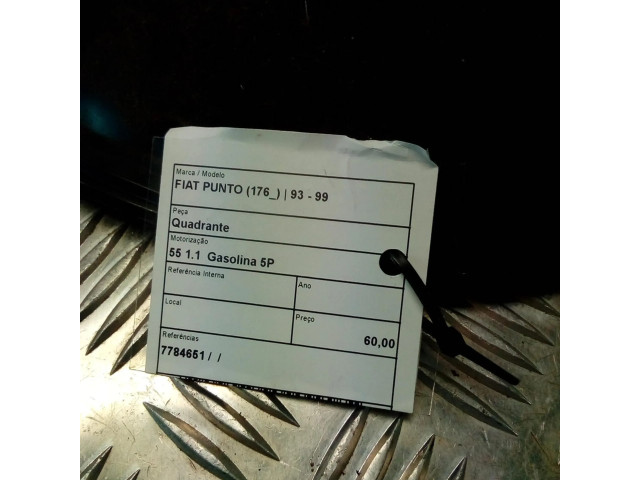 Marca / Modelo
FIAT PUNTO (176_) | 93 - 99
Peça
Quadrante
Motorização
55 1.1 Gasolina 5P
Referência Interna
Ano
Local
Preço
60,00
Referências
7784651 / /